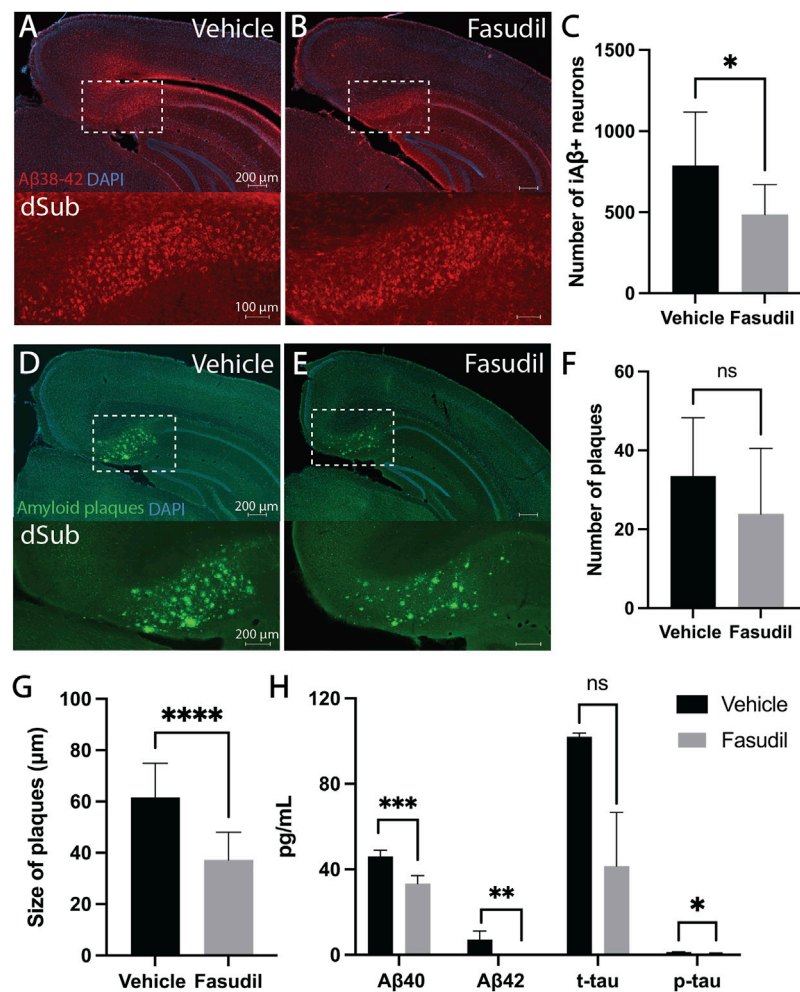 A Vehicle
B Fasudil
Aβ38-42 DAPI
200 µm
dSub
100 µm
C
Number of iAβ+ neurons
1500
1000
500
0
*
Vehicle Fasudil
D Vehicle
E Fasudil
Amyloid plaques DAPI
200 µm
dSub
200 µm
F
Number of plaques
60
40
20
0
ns
Vehicle Fasudil
G
Size of plaques (µm)
100
80
60
40
20
0
****
Vehicle Fasudil
H
pg/mL
120
80
40
0
***
**
ns
*
Aβ40 Aβ42 t-tau p-tau
Vehicle
Fasudil